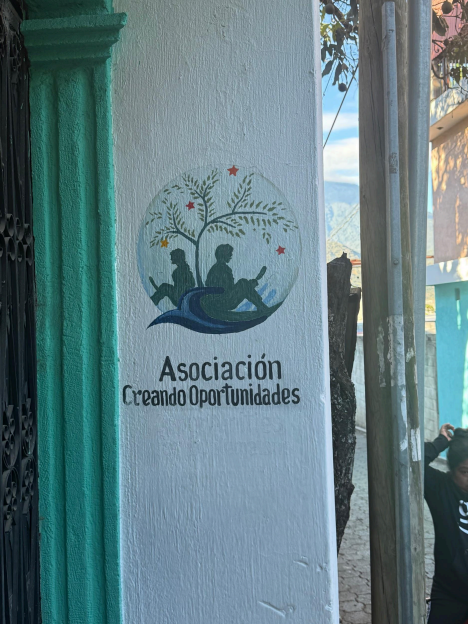 Asociación
Creando Oportunidades